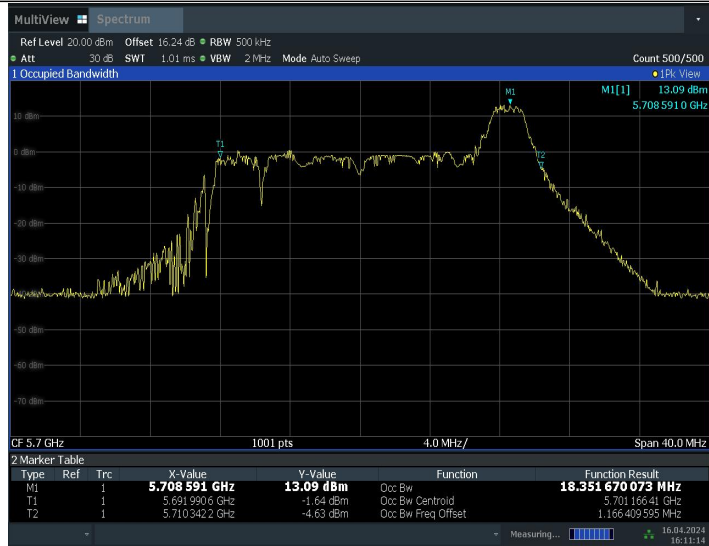 MultiView Spectrum
Ref Level 20.00 dBm Offset 16.24 dB RBW 500 kHz
Att 30 dB SWT 1.01 ms VBW 2 MHz Mode Auto Sweep Count 500/500
1 Occupied Bandwidth 1Pk View
M1[1] 13.09 dBm
5.708 591 0 GHz
M1
10 dBm
T1
0 dBm
T2
-10 dBm
-20 dBm
-30 dBm
-40 dBm
-50 dBm
-60 dBm
-70 dBm
CF 5.7 GHz 1001 pts 4.0 MHz/ Span 40.0 MHz
2 Marker Table
Type Ref Trc X-Value Y-Value Function Function Result
M1 1 5.708 591 GHz 13.09 dBm Occ Bw 18.351 670 073 MHz
T1 1 5.691 990 6 GHz -1.64 dBm Occ Bw Centroid 5.701 166 41 GHz
T2 1 5.710 342 2 GHz -4.63 dBm Occ Bw Freq Offset 1.166 409 595 MHz
Measuring... 16.04.2024
16:11:14